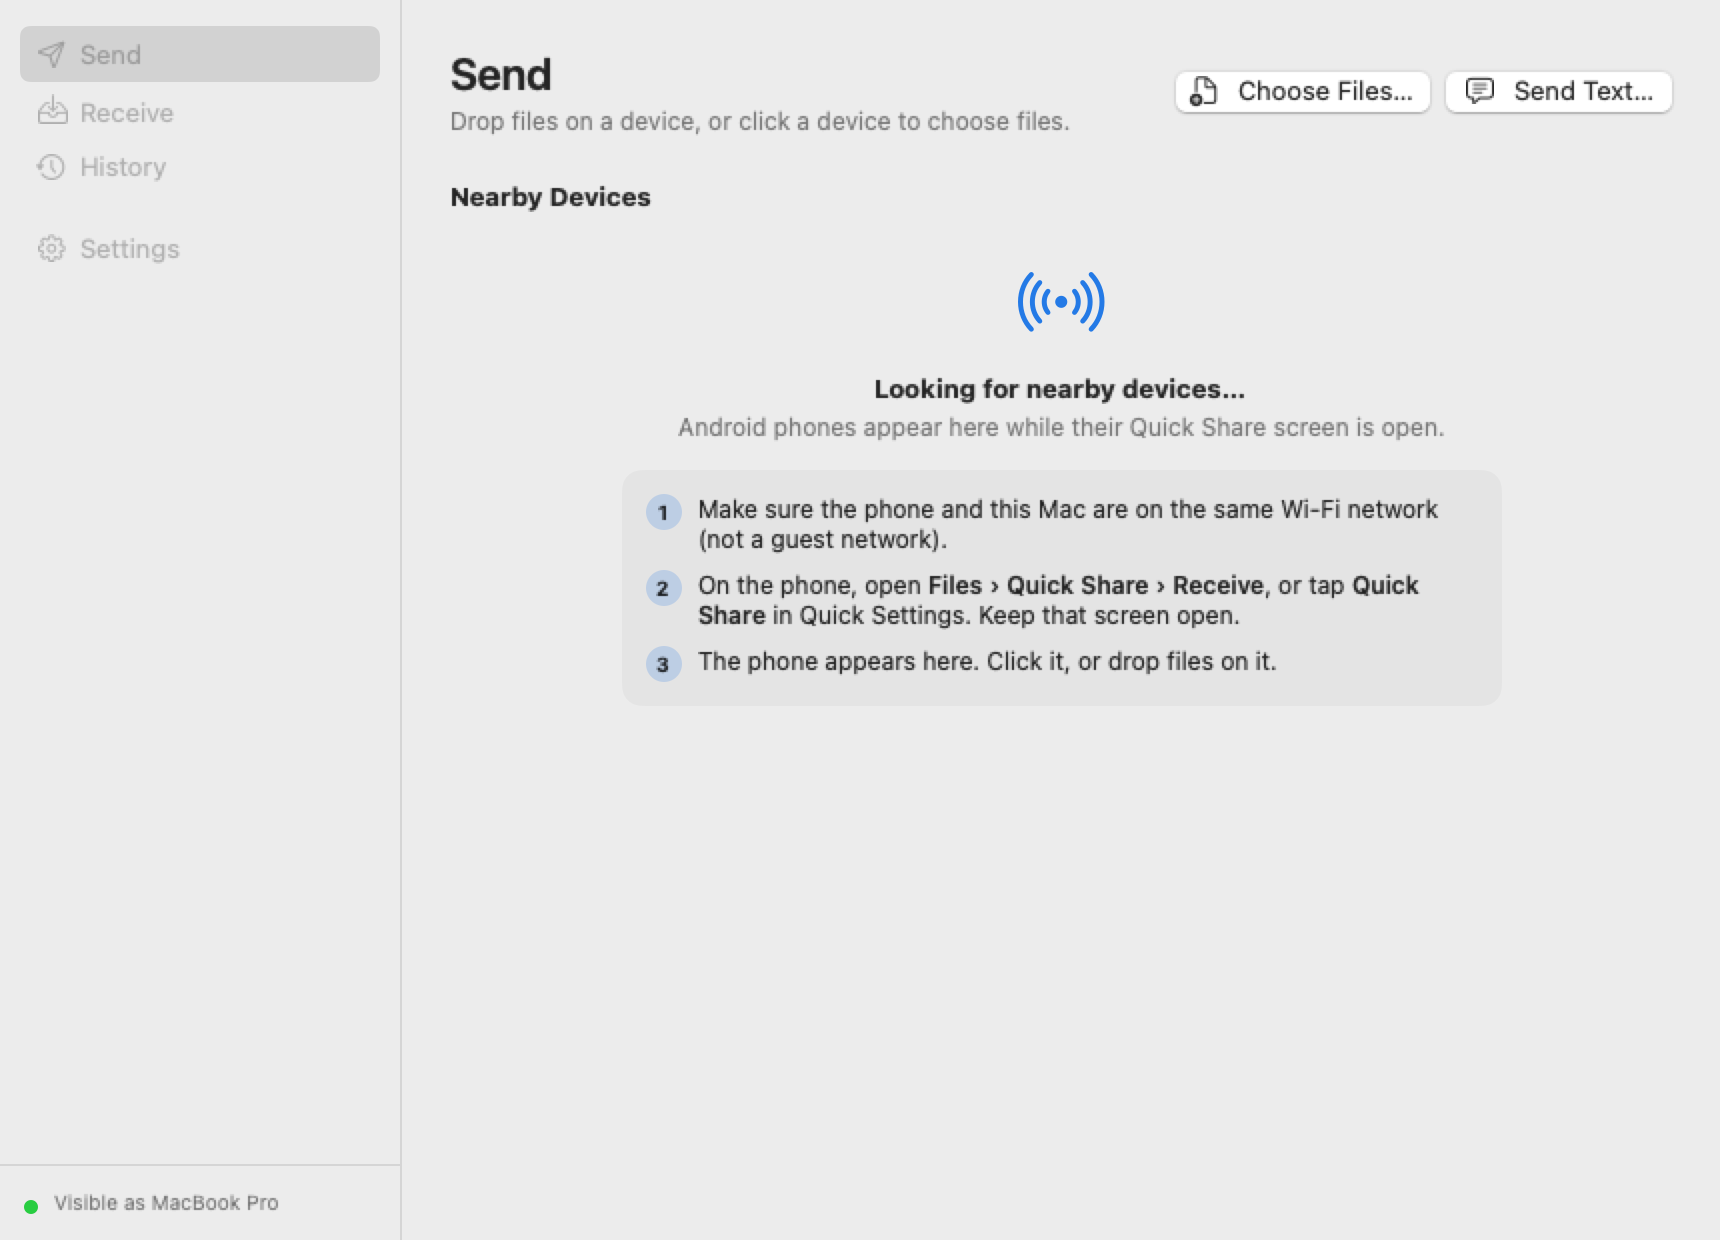 Send
Receive
History
Settings
Visible as MacBook Pro
Send
Drop files on a device, or click a device to choose files.
Choose Files...
Send Text...
Nearby Devices
Looking for nearby devices...
Android phones appear here while their Quick Share screen is open.
1 Make sure the phone and this Mac are on the same Wi-Fi network
(not a guest network).
2 On the phone, open Files › Quick Share › Receive, or tap Quick
Share in Quick Settings. Keep that screen open.
3 The phone appears here. Click it, or drop files on it.